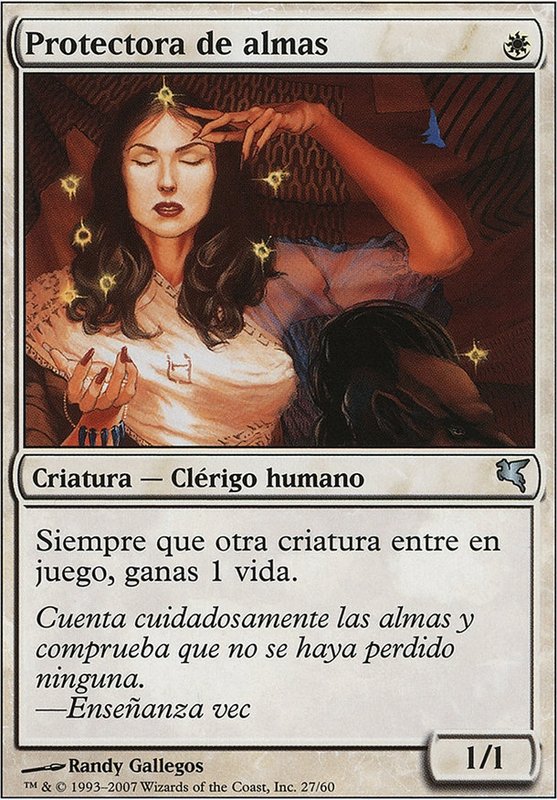 Protectora de almas
Criatura — Clérigo humano
Siempre que otra criatura entre en
juego, ganas 1 vida.
Cuenta cuidadosamente las almas y
comprueba que no se haya perdido
ninguna.
—Enseñanza vec
1/1
Randy Gallegos
™ & © 1993–2007 Wizards of the Coast, Inc. 27/60